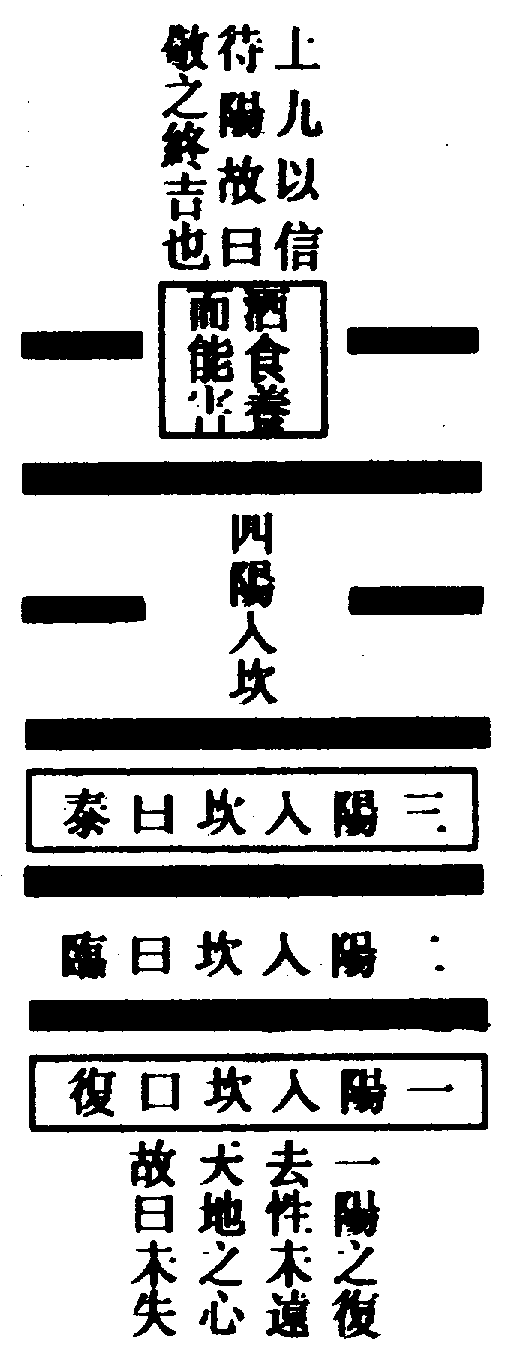 上九以信
待陽故曰
敬之終吉也
酒食養
而能
四陽入坎
三陽入坎曰泰
陽入坎曰臨
一陽入坎曰復
一陽之復
去性未遠
天地之心
故曰未失